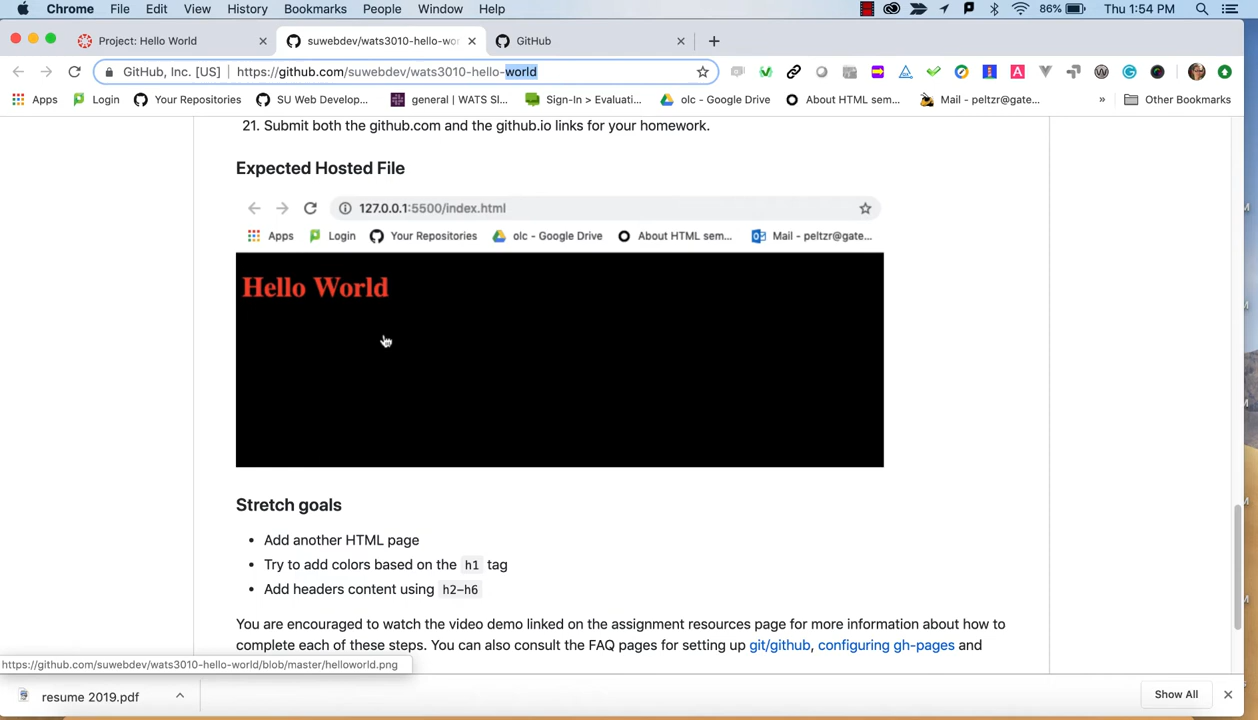 Chrome File Edit View History Bookmarks People Window Help 86% Thu 1:54 PM
Project: Hello World suwebdev/wats3010-hello-wor GitHub
GitHub, Inc. [US] https://github.com/suwebdev/wats3010-hello-world
Apps Login Your Repositories SU Web Develop... general | WATS Sl... Sign-In > Evaluati... olc - Google Drive About HTML sem... Mail - peltzr@gate... » Other Bookmarks
21. Submit both the github.com and the github.io links for your homework.
Expected Hosted File
127.0.0.1:5500/index.html
Apps Login Your Repositories olc - Google Drive About HTML sem... Mail - peltzr@gate...
Hello World
Stretch goals
• Add another HTML page
• Try to add colors based on the h1 tag
• Add headers content using h2-h6
You are encouraged to watch the video demo linked on the assignment resources page for more information about how to
complete each of these steps. You can also consult the FAQ pages for setting up git/github, configuring gh-pages and
https://github.com/suwebdev/wats3010-hello-world/blob/master/helloworld.png
resume 2019.pdf Show All